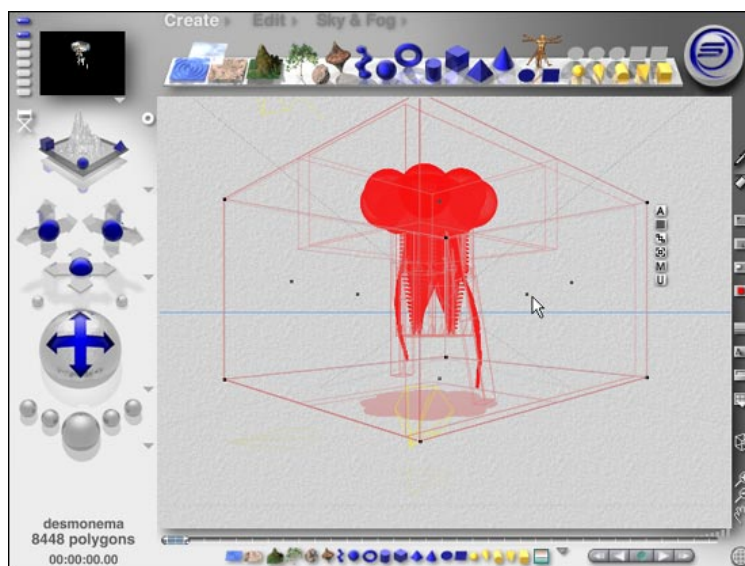 Create Edit Sky & Fog
A
M
U
desmonema
8448 polygons
00:00:00.00